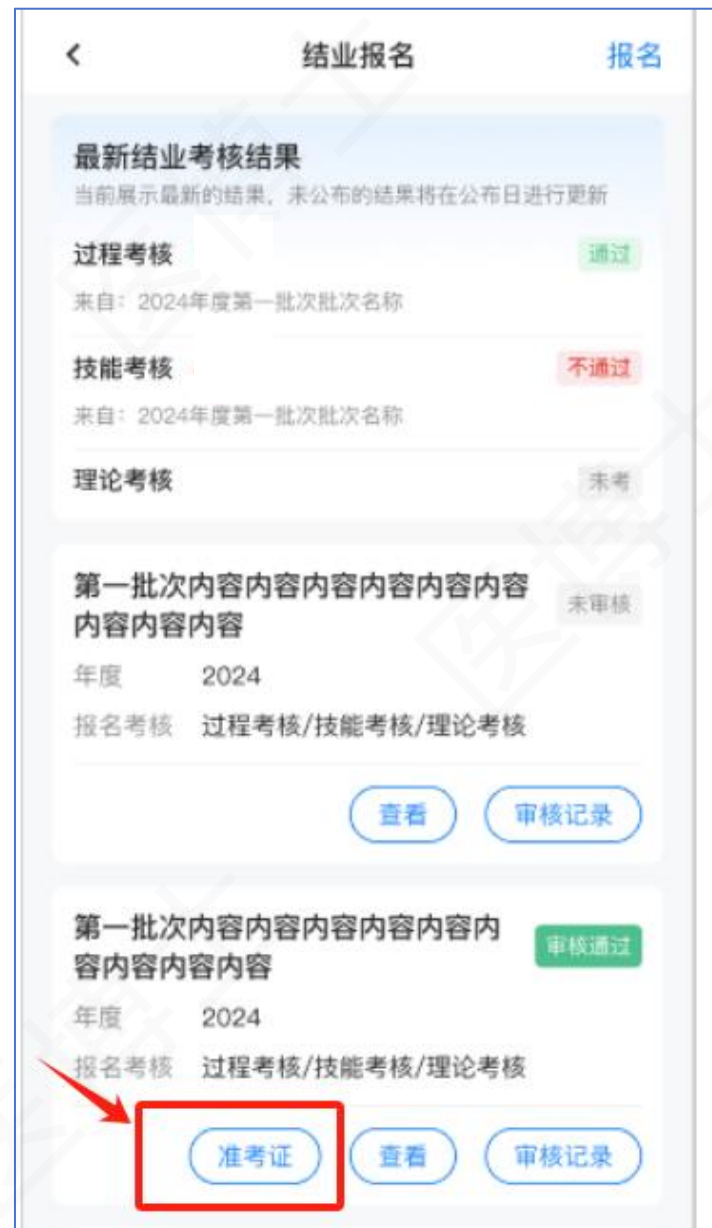 结业报名
报名
最新结业考核结果
当前展示最新的结果，未公布的结果将在公布日进行更新
过程考核
通过
来自：2024年度第一批次批次名称
技能考核
不通过
来自：2024年度第一批次批次名称
理论考核
未考
第一批次内容内容内容内容内容内容
内容内容内容
未审核
年度 2024
报名考核 过程考核/技能考核/理论考核
查看
审核记录
第一批次内容内容内容内容内容内
容内容内容内容
审核通过
年度 2024
报名考核 过程考核/技能考核/理论考核
准考证
查看
审核记录
医博士